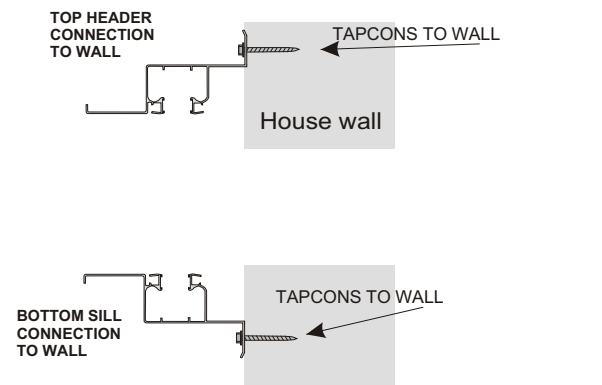 TOP HEADER
CONNECTION
TO WALL
TAPCONS TO WALL
House wall
TAPCONS TO WALL
BOTTOM SILL
CONNECTION
TO WALL